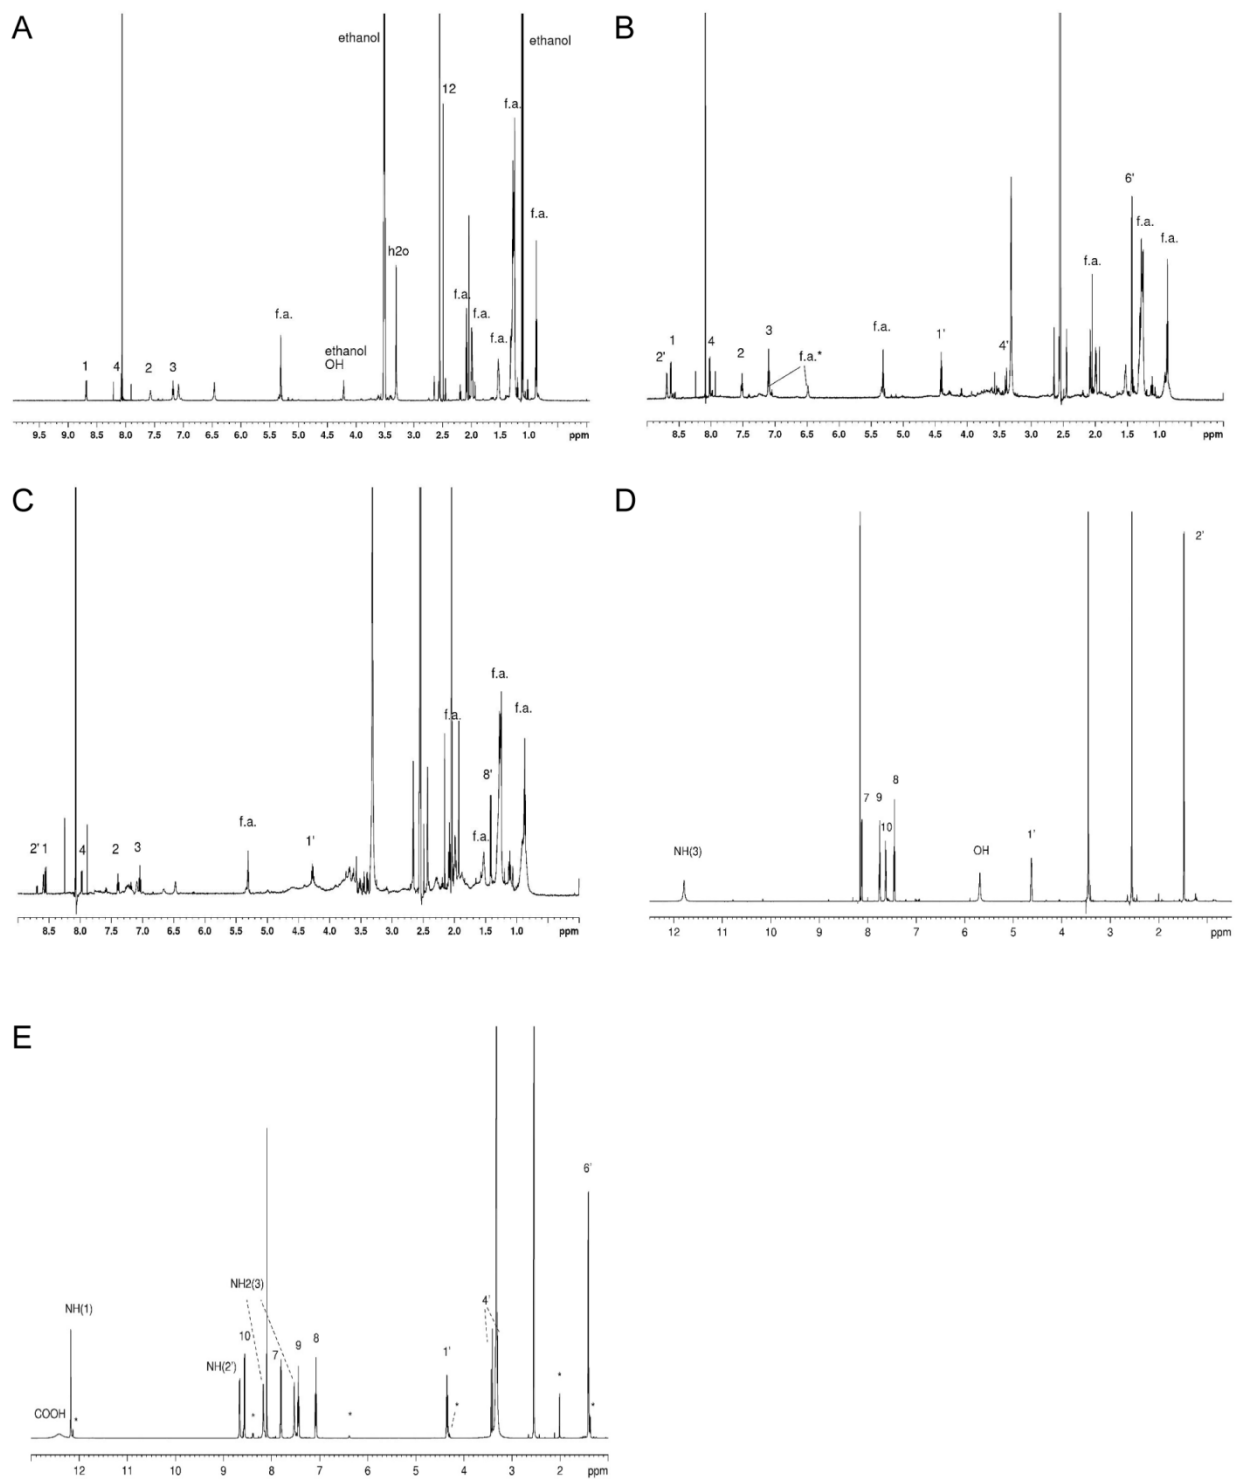 A
ethanol
ethanol
12
f.a.
f.a.
h2o
f.a.
f.a.
f.a.
f.a.
ethanol
OH
1
4
2
3
9.5 9.0 8.5 8.0 7.5 7.0 6.5 6.0 5.5 5.0 4.5 4.0 3.5 3.0 2.5 2.0 1.5 1.0 ppm
B
6'
f.a.
f.a.
f.a.
2'
1
4
2
3
f.a.*
f.a.
1'
4'
8.5 8.0 7.5 7.0 6.5 6.0 5.5 5.0 4.5 4.0 3.5 3.0 2.5 2.0 1.5 1.0 ppm
C
f.a.
f.a.
f.a.
8'
f.a.
f.a.
1'
2' 1
4
2
3
8.5 8.0 7.5 7.0 6.5 6.0 5.5 5.0 4.5 4.0 3.5 3.0 2.5 2.0 1.5 1.0 ppm
D
2'
8
7
9
10
1'
OH
NH(3)
12 11 10 9 8 7 6 5 4 3 2 ppm
E
6'
NH2(3)
NH(1)
4'
10
7
9
8
NH(2')
1'
COOH
*
*
*
*
*
*
12 11 10 9 8 7 6 5 4 3 2 ppm